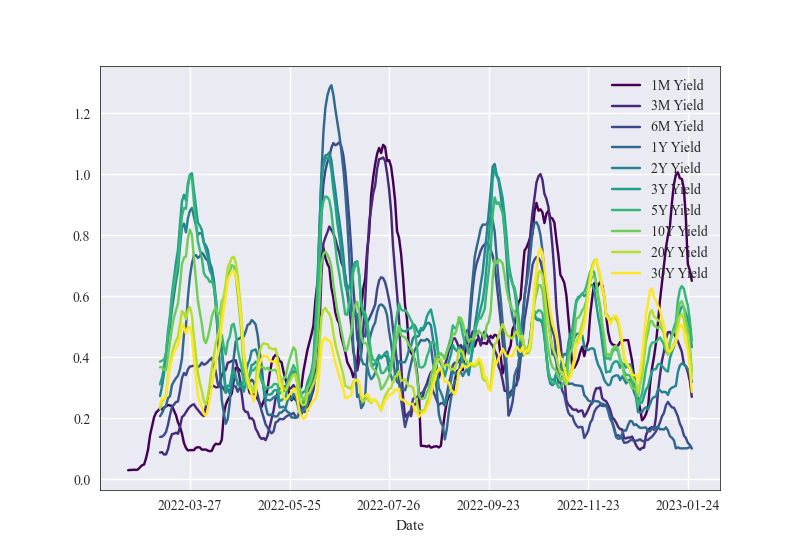 1.2
1.0
0.8
0.6
0.4
0.2
0.0
1M Yield
3M Yield
6M Yield
1Y Yield
2Y Yield
3Y Yield
5Y Yield
10Y Yield
20Y Yield
30Y Yield
2022-03-27 2022-05-25 2022-07-26 2022-09-23 2022-11-23 2023-01-24
Date